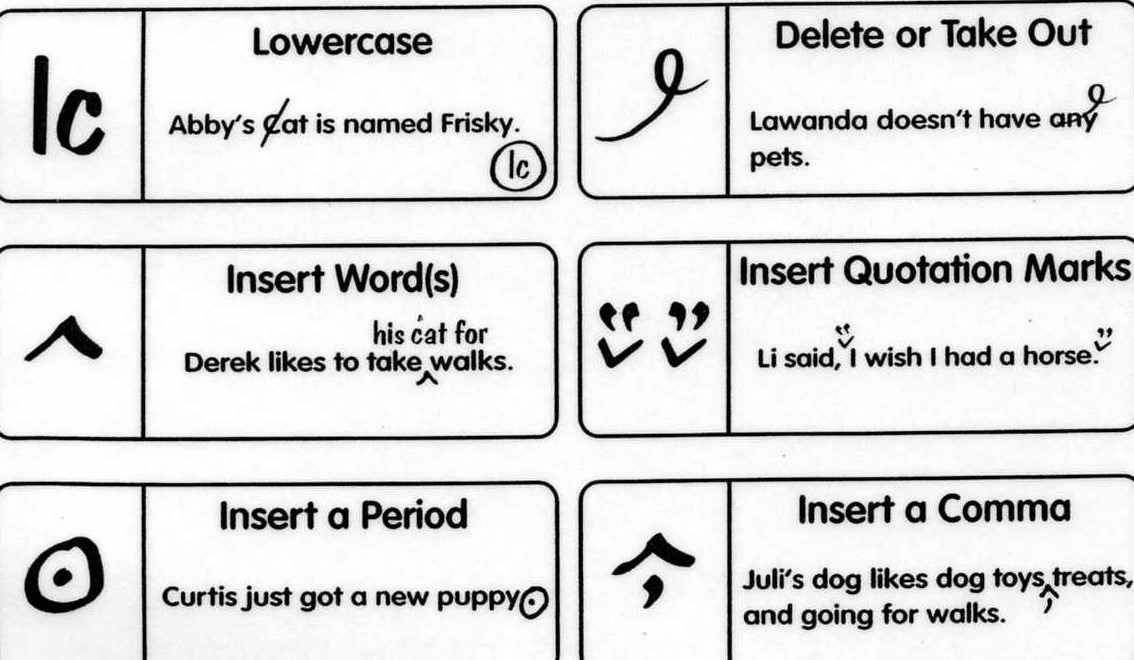 lc
Lowercase
Abby's Cat is named Frisky.
lc
Delete or Take Out
Lawanda doesn't have any
pets.
Insert Word(s)
his cat for
Derek likes to take walks.
‸
“ ”
Insert Quotation Marks
“ ”
Li said, I wish I had a horse.
Insert a Period
Curtis just got a new puppy⊙
⊙
,
Insert a Comma
Juli's dog likes dog toys, treats,
and going for walks.